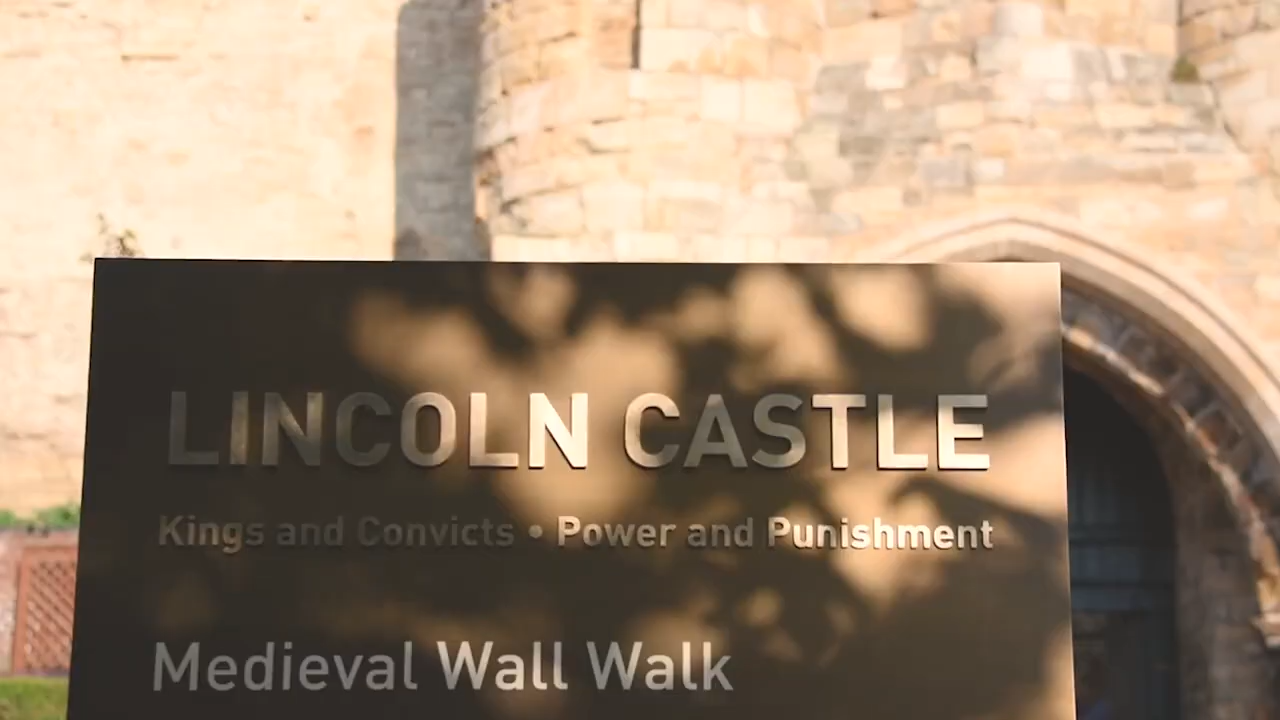 LINCOLN CASTLE
Kings and Convicts • Power and Punishment
Medieval Wall Walk